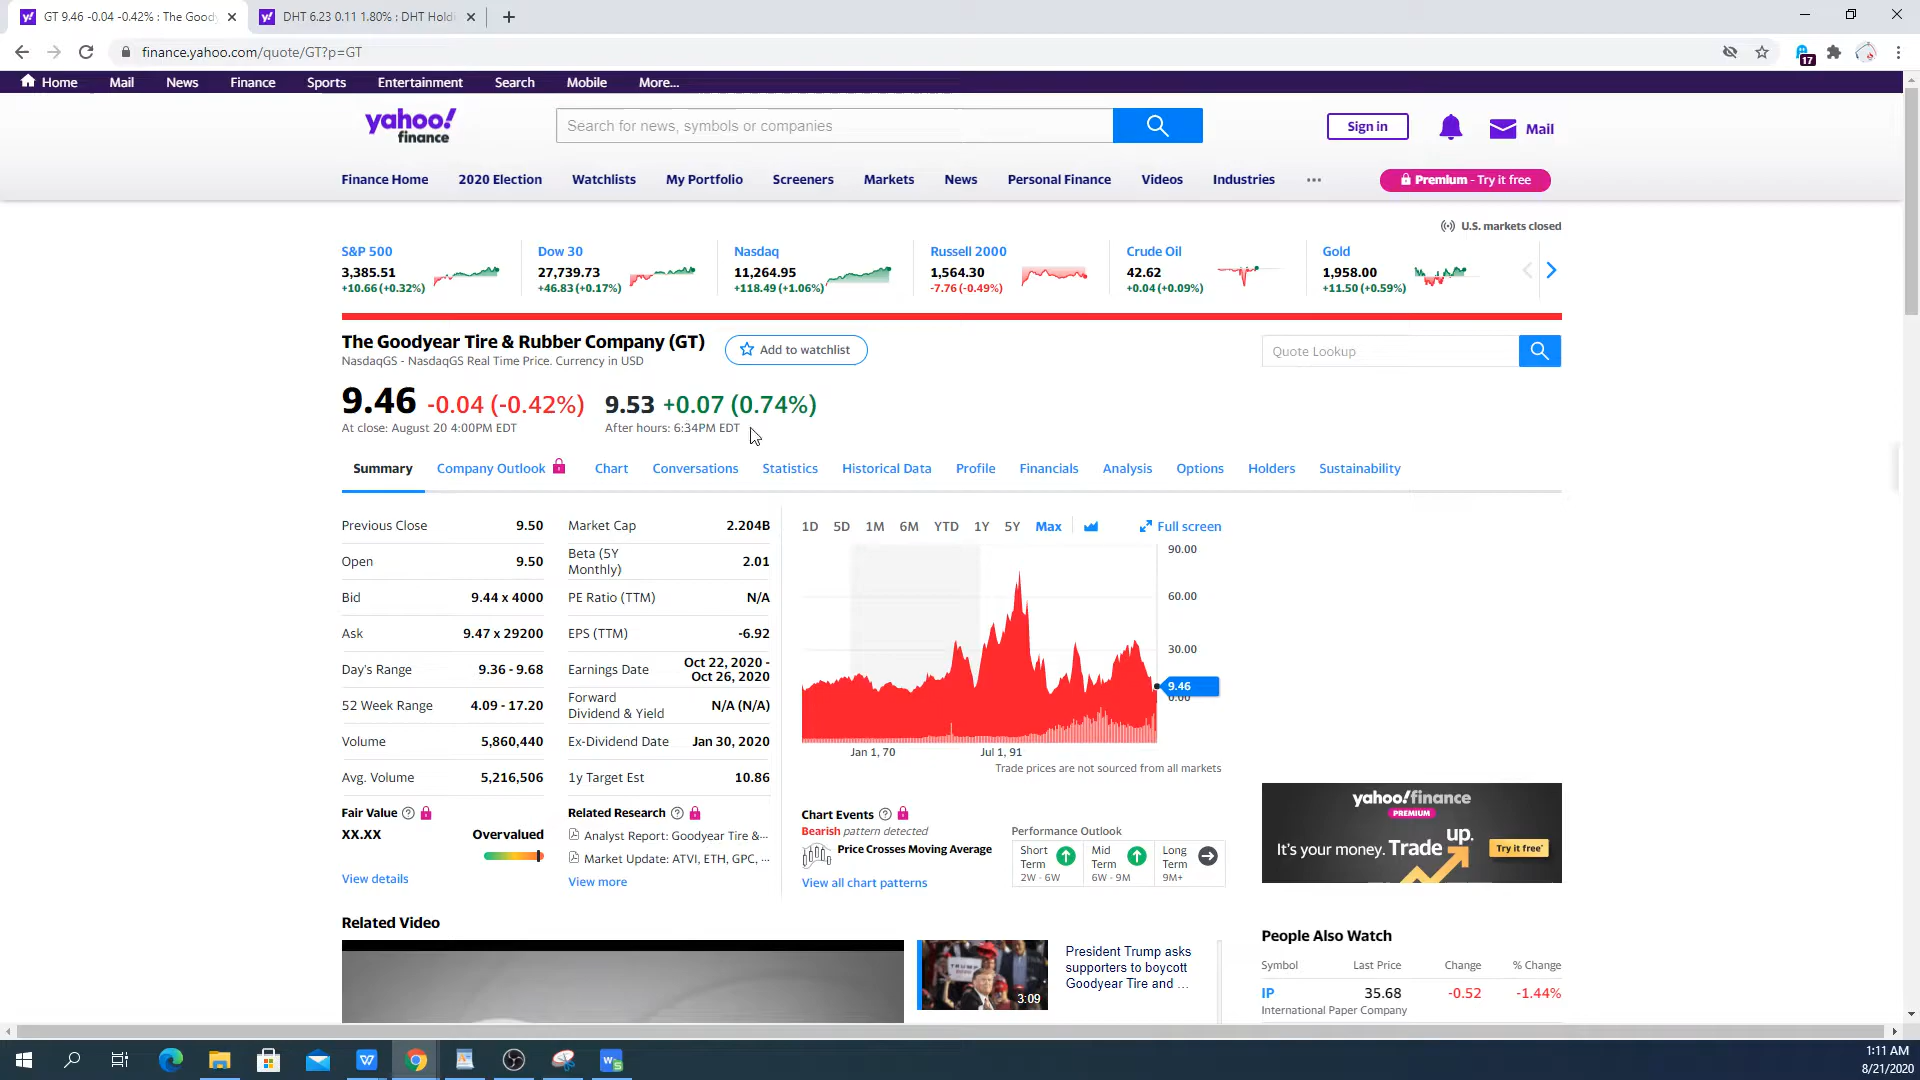 GT 9.46 -0.04 -0.42% : The Goody
DHT 6.23 0.11 1.80% : DHT Hold
finance.yahoo.com/quote/GT?p=GT
17
Home Mail News Finance Sports Entertainment Search Mobile More...
yahoo!
finance
Search for news, symbols or companies
Sign in
Mail
Finance Home 2020 Election Watchlists My Portfolio Screeners Markets News Personal Finance Videos Industries ...
Premium - Try it free
U.S. markets closed
S&P 500
3,385.51
+10.66 (+0.32%)
Dow 30
27,739.73
+46.83 (+0.17%)
Nasdaq
11,264.95
+118.49 (+1.06%)
Russell 2000
1,564.30
-7.76 (-0.49%)
Crude Oil
42.62
+0.04 (+0.09%)
Gold
1,958.00
+11.50 (+0.59%)
The Goodyear Tire & Rubber Company (GT)
NasdaqGS - NasdaqGS Real Time Price. Currency in USD
Add to watchlist
Quote Lookup
9.46 -0.04 (-0.42%)
At close: August 20 4:00PM EDT
9.53 +0.07 (0.74%)
After hours: 6:34PM EDT
Summary Company Outlook Chart Conversations Statistics Historical Data Profile Financials Analysis Options Holders Sustainability
Previous Close 9.50
Open 9.50
Bid 9.44 x 4000
Ask 9.47 x 29200
Day's Range 9.36 - 9.68
52 Week Range 4.09 - 17.20
Volume 5,860,440
Avg. Volume 5,216,506
Market Cap 2.204B
Beta (5Y
Monthly) 2.01
PE Ratio (TTM) N/A
EPS (TTM) -6.92
Earnings Date Oct 22, 2020 -
Oct 26, 2020
Forward
Dividend & Yield N/A (N/A)
Ex-Dividend Date Jan 30, 2020
1y Target Est 10.86
1D 5D 1M 6M YTD 1Y 5Y Max
Full screen
90.00
60.00
30.00
9.46
0.00
Jan 1, 70 Jul 1, 91
Trade prices are not sourced from all markets
Fair Value
XX.XX Overvalued
View details
Related Research
Analyst Report: Goodyear Tire &...
Market Update: ATVI, ETH, GPC, ...
View more
Chart Events
Bearish pattern detected
Price Crosses Moving Average
View all chart patterns
Performance Outlook
Short
Term
2W - 6W
Mid
Term
6W - 9M
Long
Term
9M+
yahoo!finance
PREMIUM
It's your money. Trade up.
Try it free*
Related Video
TRUMP
3:09
President Trump asks
supporters to boycott
Goodyear Tire and ...
People Also Watch
Symbol Last Price Change % Change
IP 35.68 -0.52 -1.44%
International Paper Company
1:11 AM
8/21/2020